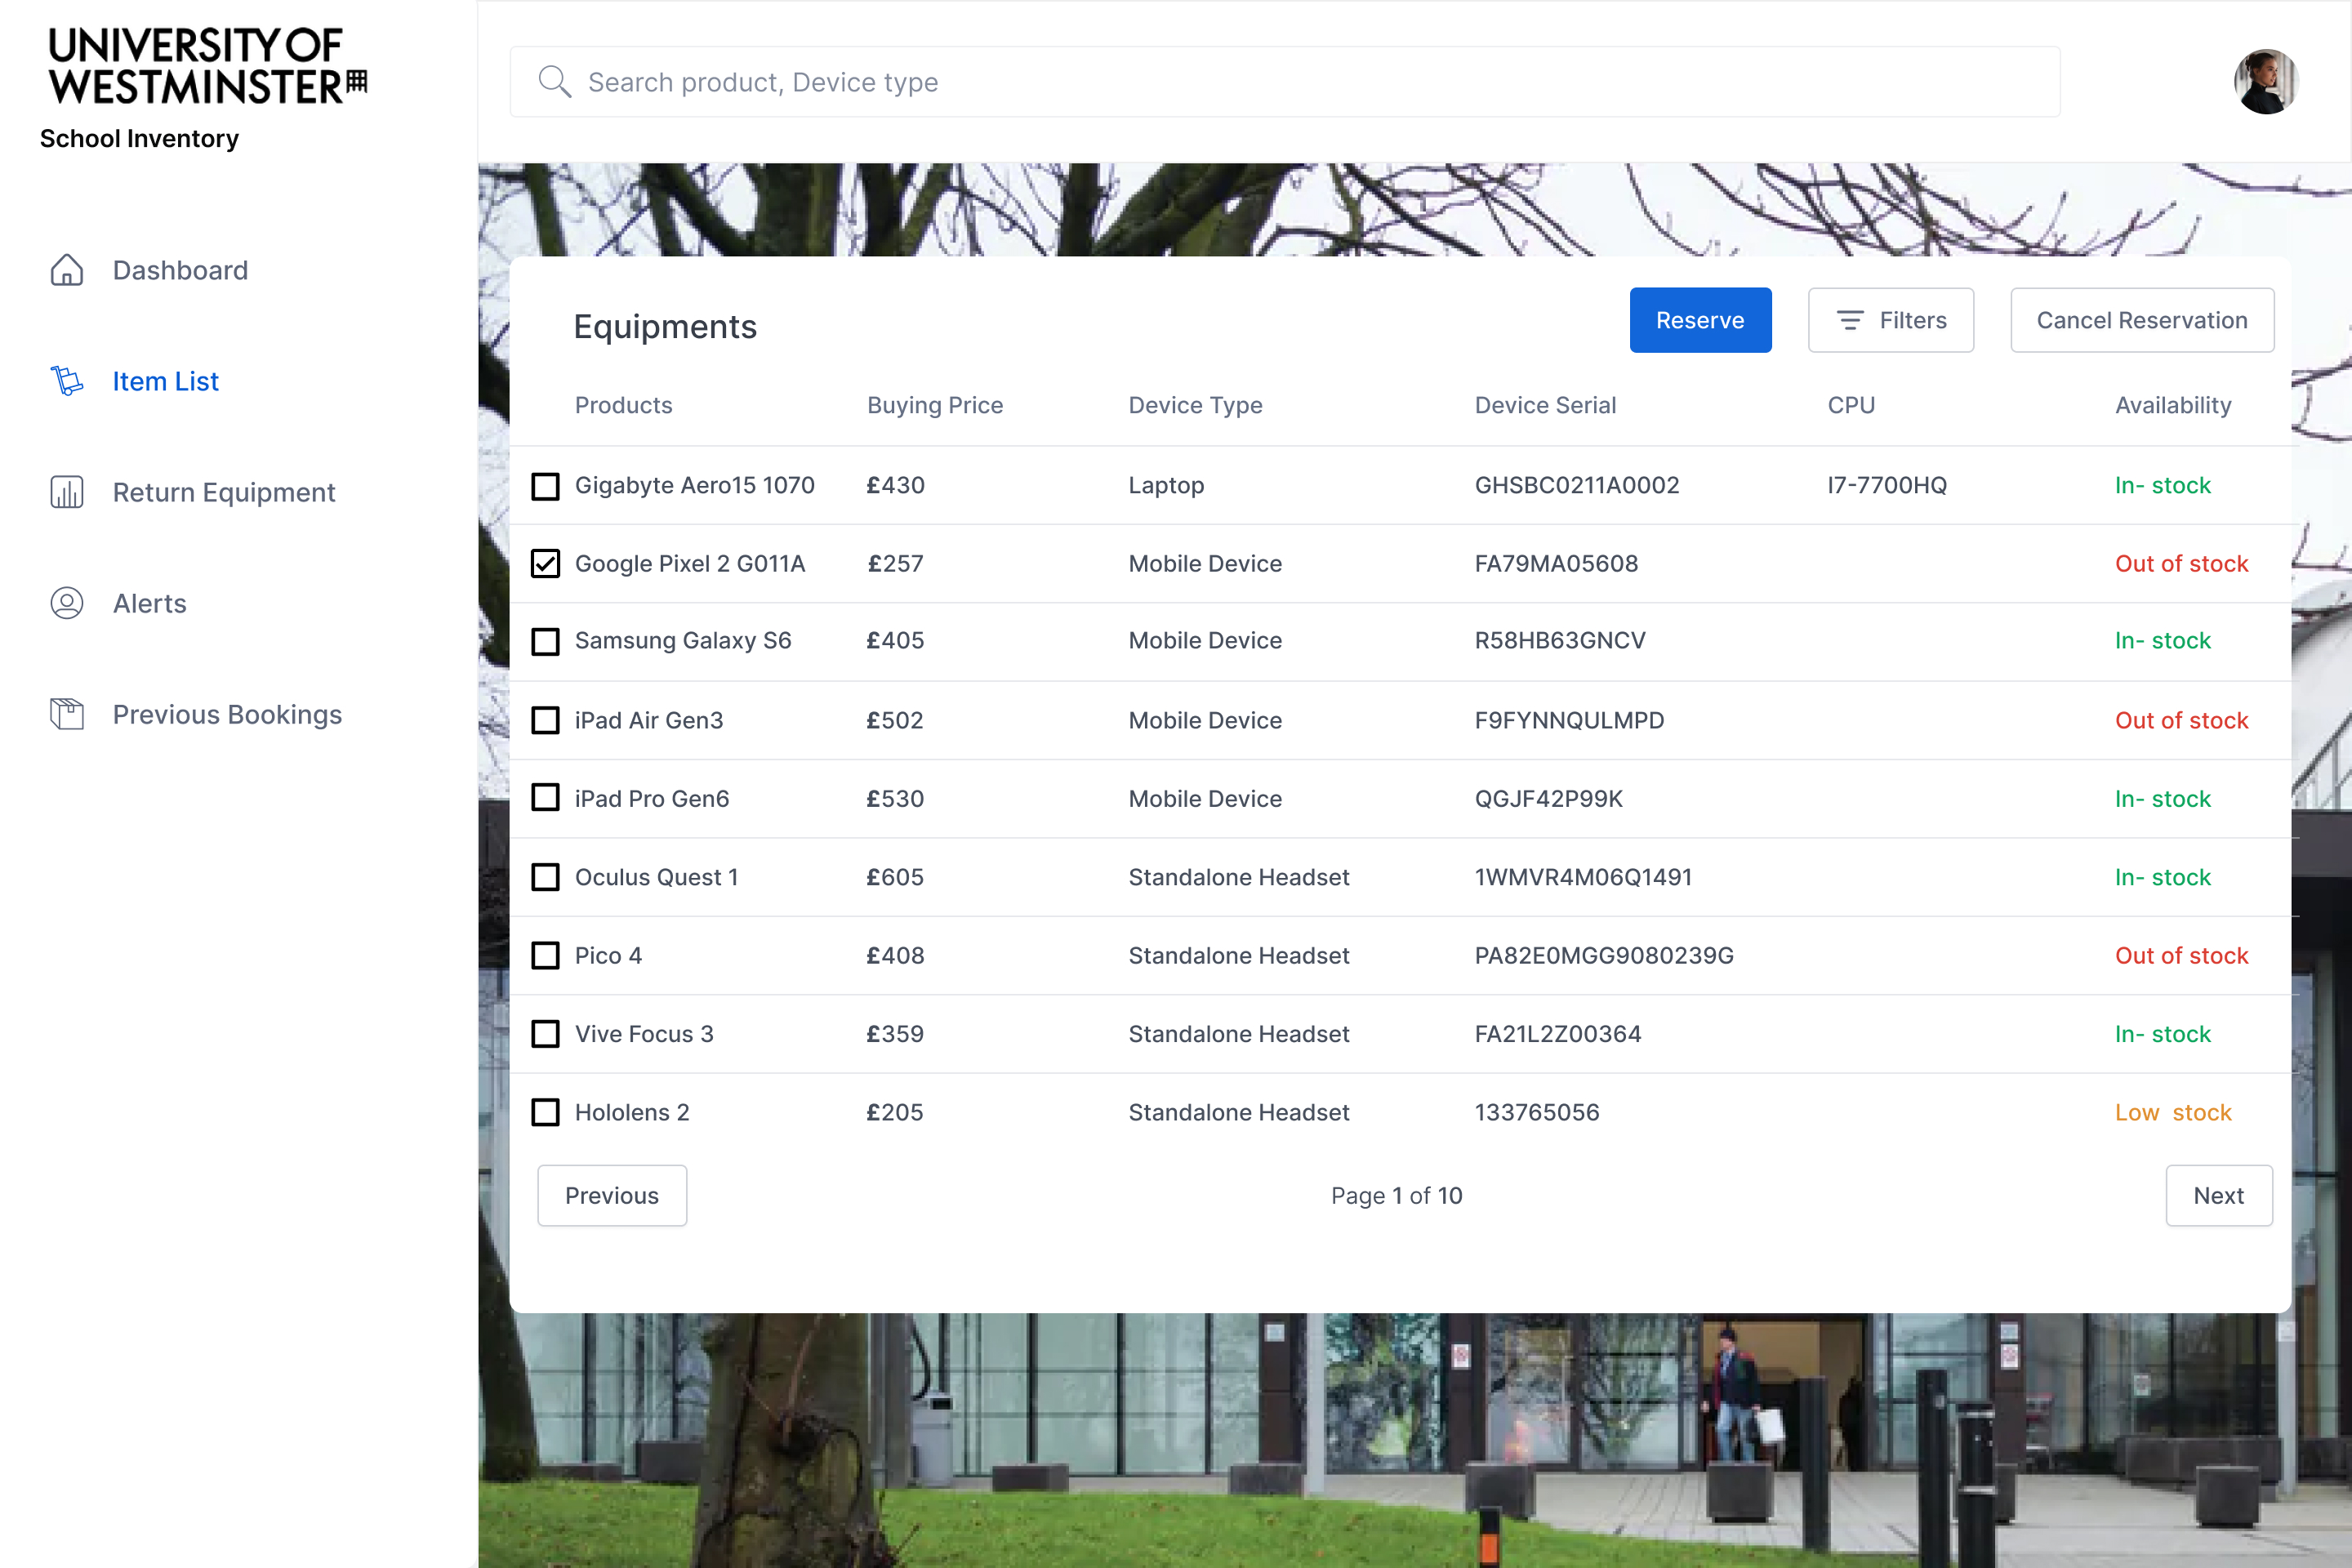 UNIVERSITY OF
WESTMINSTER
School Inventory
Search product, Device type
Dashboard
Item List
Return Equipment
Alerts
Previous Bookings
Equipments
Reserve
Filters
Cancel Reservation
Products Buying Price Device Type Device Serial CPU Availability
Gigabyte Aero15 1070 £430 Laptop GHSBC0211A0002 I7-7700HQ In- stock
Google Pixel 2 G011A £257 Mobile Device FA79MA05608 Out of stock
Samsung Galaxy S6 £405 Mobile Device R58HB63GNCV In- stock
iPad Air Gen3 £502 Mobile Device F9FYNNQULMPD Out of stock
iPad Pro Gen6 £530 Mobile Device QGJF42P99K In- stock
Oculus Quest 1 £605 Standalone Headset 1WMVR4M06Q1491 In- stock
Pico 4 £408 Standalone Headset PA82E0MGG9080239G Out of stock
Vive Focus 3 £359 Standalone Headset FA21L2Z00364 In- stock
Hololens 2 £205 Standalone Headset 133765056 Low stock
Previous Page 1 of 10 Next